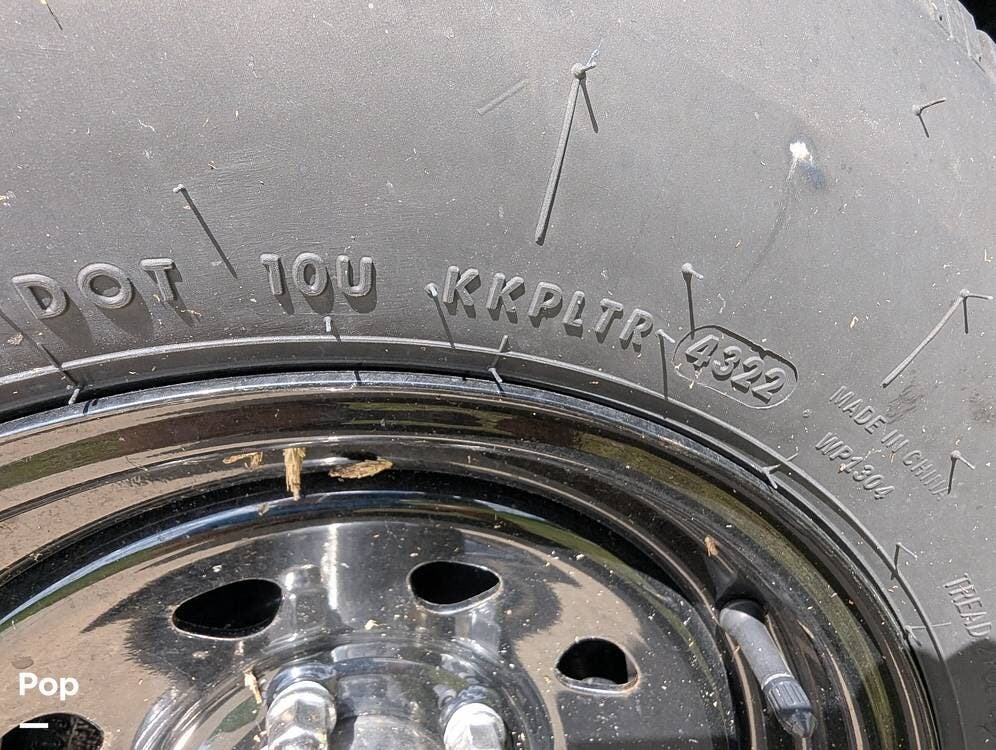 DOT 10U KKPLTR 4322
MADE IN CHINA
WP1304
TREAD
Pop